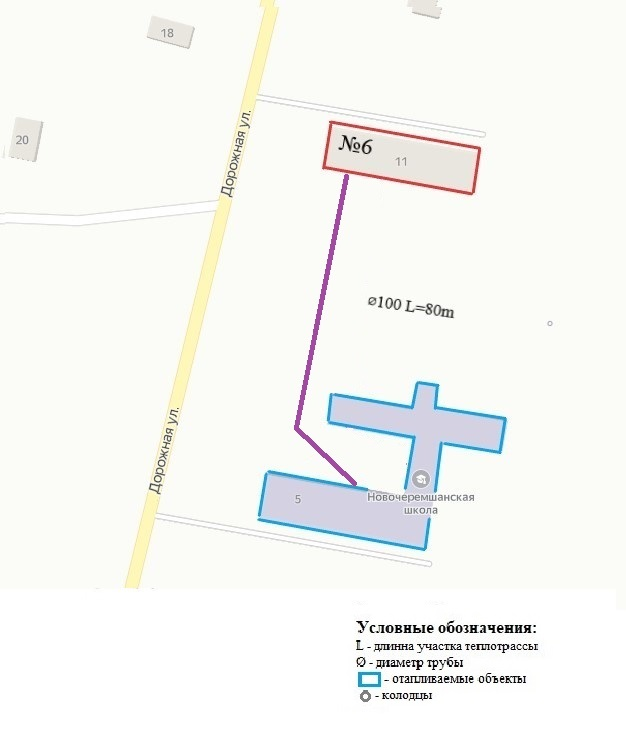 18
20
Дорожная ул.
№6
11
⌀100 L=80m
Дорожная ул.
5
Новочеремшанская
школа
Условные обозначения:
L - длинна участка теплотрассы
Ø - диаметр трубы
- отапливаемые объекты
- колодцы